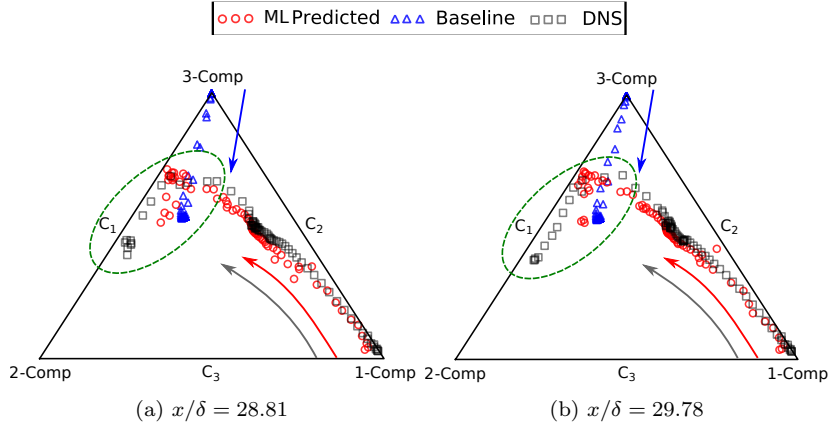 ML Predicted Baseline DNS
3-Comp
C1
C2
2-Comp
C3
1-Comp
(a) x/δ = 28.81
3-Comp
C1
C2
2-Comp
C3
1-Comp
(b) x/δ = 29.78